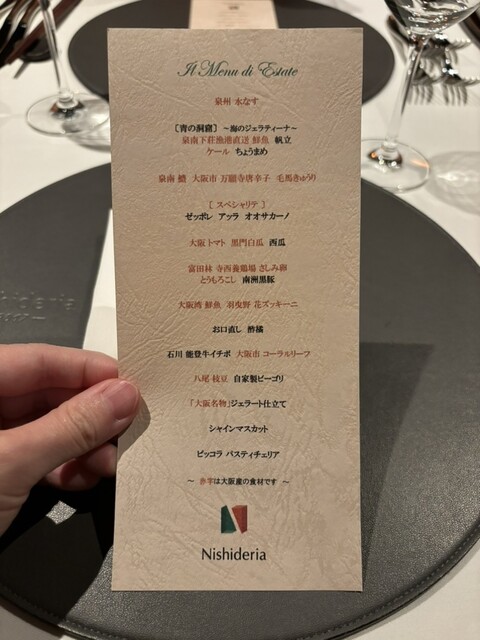 Il Menu di Estate
泉州 水なす
［青の洞窟］ ～海のジェラティーナ～
泉南下荘漁港直送 鮮魚 帆立
ケール ちょうまめ
泉南 鱧 大阪市 万願寺唐辛子 毛馬きゅうり
［ スペシャリテ ］
ゼッポレ アッラ オオサカーノ
大阪 トマト 黒門白瓜 西瓜
富田林 寺西養鶏場 さしみ卵
とうもろこし 南洲黒豚
大阪湾 鮮魚 羽曳野 花ズッキーニ
お口直し 酢橘
石川 能登牛イチボ 大阪市 コーラルリーフ
八尾 枝豆 自家製ビーゴリ
「大阪名物」ジェラート仕立て
シャインマスカット
ピッコラ パスティチェリア
～ 赤字は大阪産の食材です ～
Nishideria